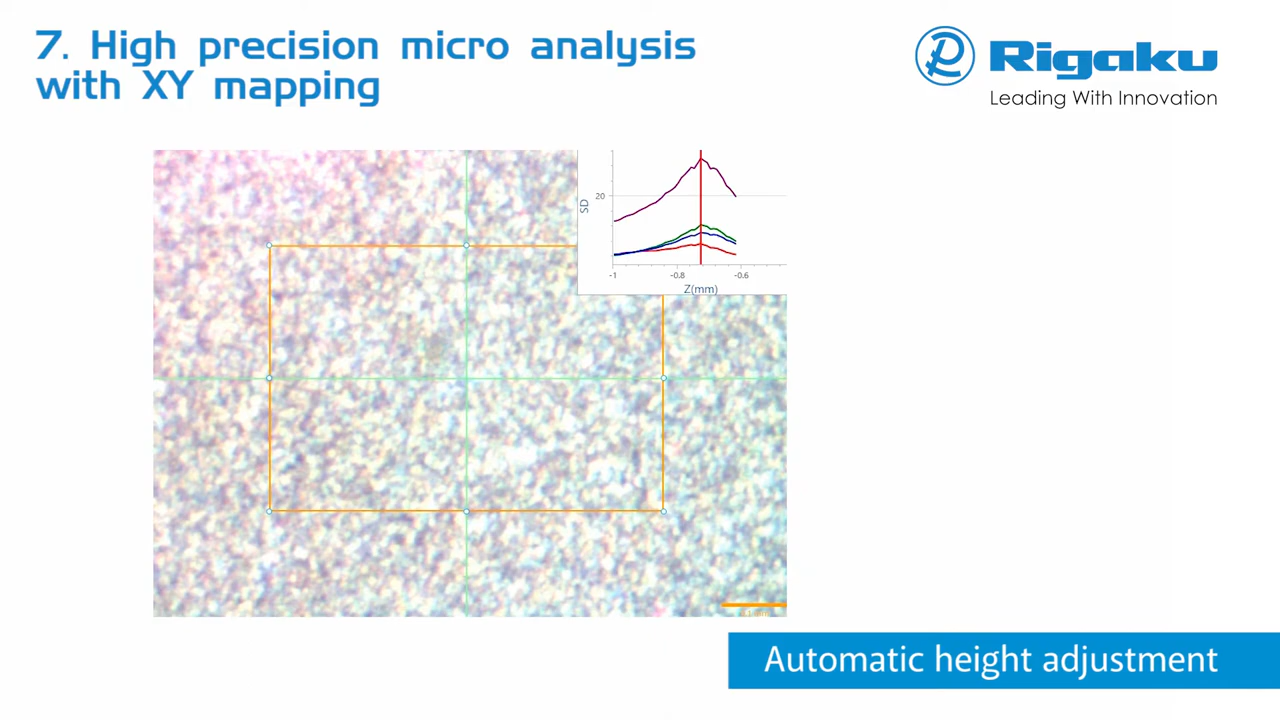 7. High precision micro analysis
with XY mapping
Rigaku
Leading With Innovation
20
SD
-1
-0.8
-0.6
Z(mm)
Automatic height adjustment